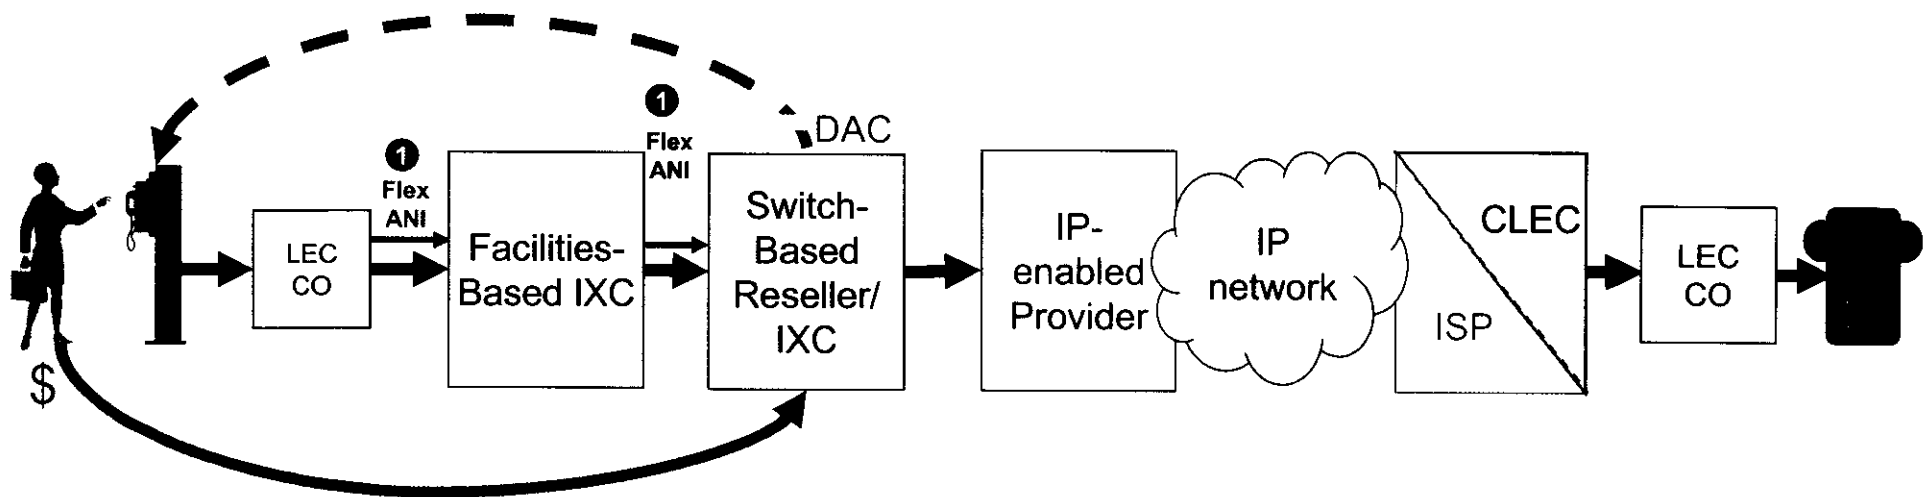 $
LEC
CO
1
Flex
ANI
Facilities-
Based IXC
1
Flex
ANI
DAC
Switch-
Based
Reseller/
IXC
IP-
enabled
Provider
IP
network
CLEC
ISP
LEC
CO